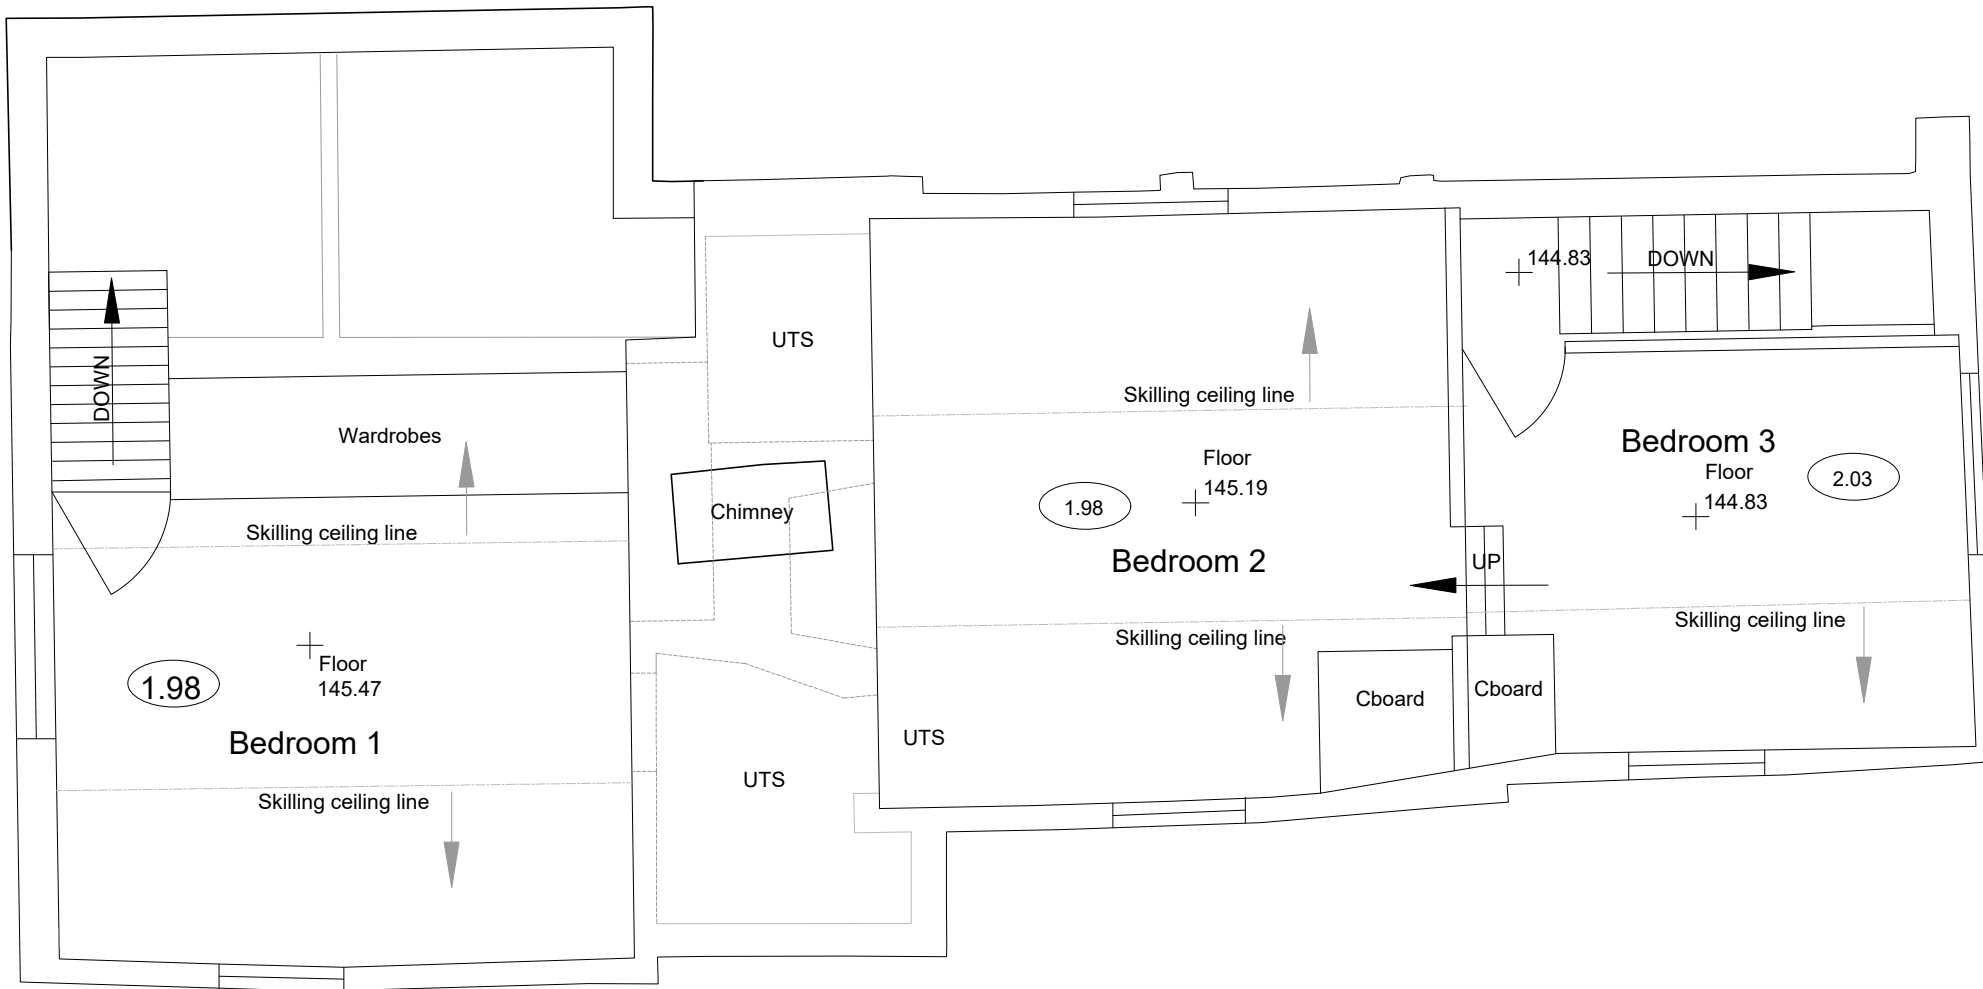 144.83
DOWN
UTS
DOWN
Skilling ceiling line
Wardrobes
Bedroom 3
Floor
144.83
2.03
Floor
145.19
1.98
Bedroom 2
Chimney
Skilling ceiling line
UP
Skilling ceiling line
Skilling ceiling line
Floor
145.47
1.98
Bedroom 1
Cboard
Cboard
UTS
UTS
Skilling ceiling line